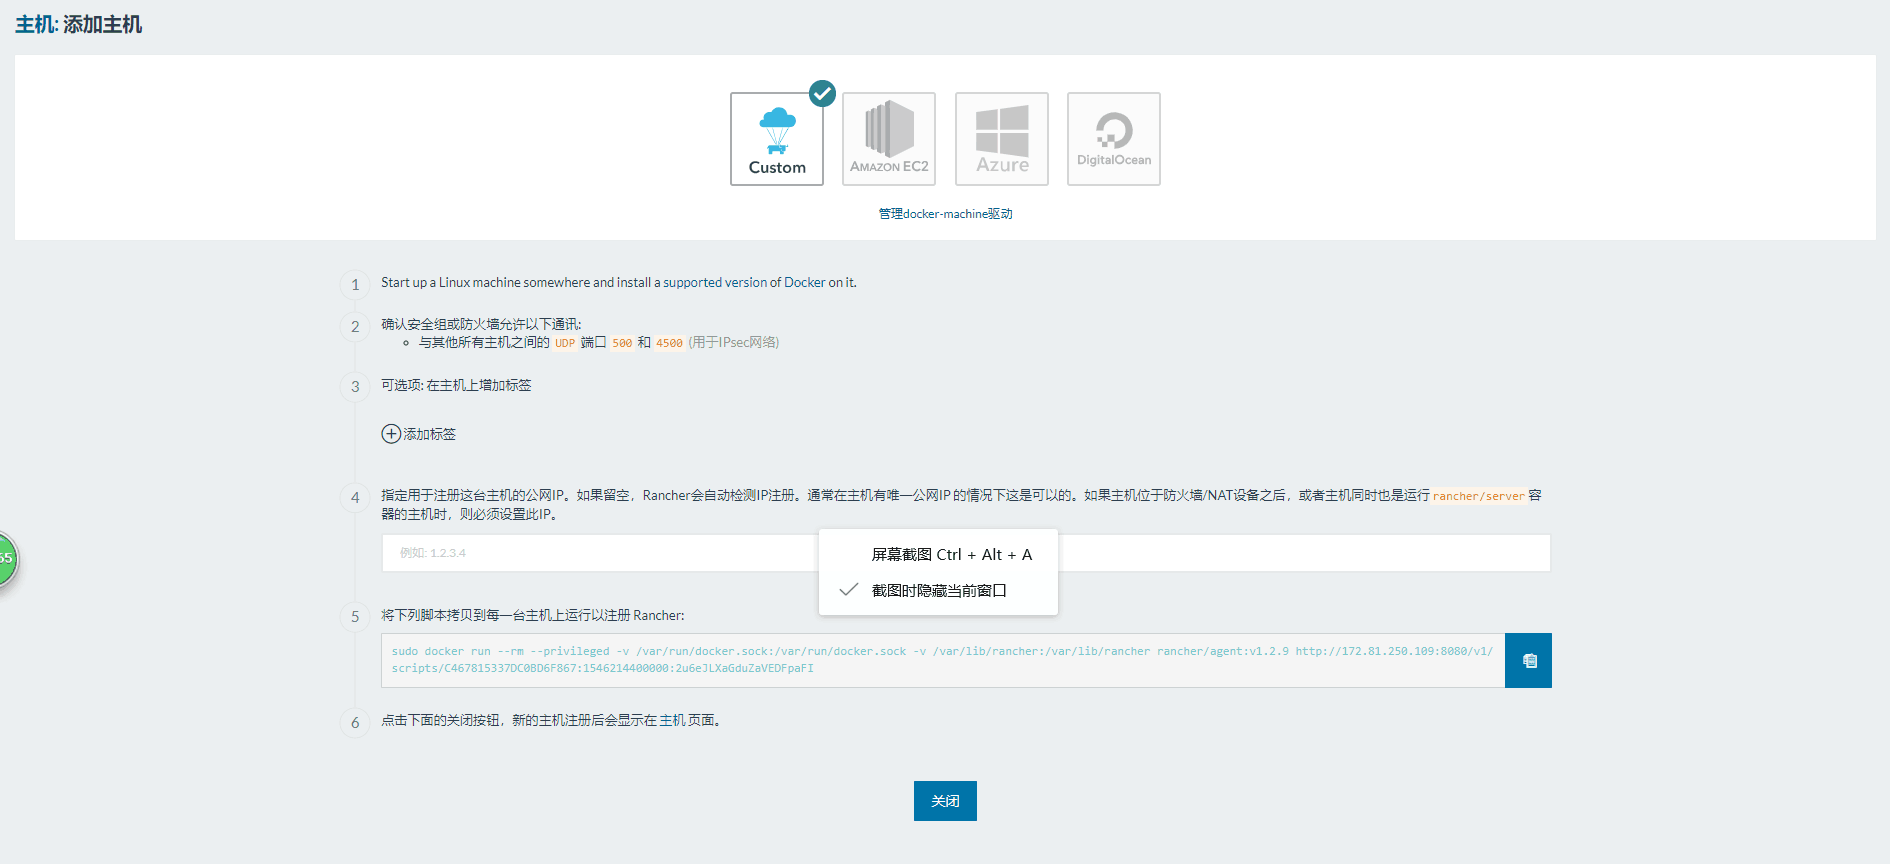 主机: 添加主机
Custom
AMAZON EC2
Azure
DigitalOcean
管理docker-machine驱动
1
Start up a Linux machine somewhere and install a supported version of Docker on it.
2
确认安全组或防火墙允许以下通讯:
与其他所有主机之间的 UDP 端口 500 和 4500 (用于IPsec网络)
3
可选项: 在主机上增加标签
添加标签
4
指定用于注册这台主机的公网IP。如果留空，Rancher会自动检测IP注册。通常在主机有唯一公网IP 的情况下这是可以的。如果主机位于防火墙/NAT设备之后，或者主机同时也是运行 rancher/server 容
器的主机时，则必须设置此IP。
例如: 1.2.3.4
屏幕截图 Ctrl + Alt + A
截图时隐藏当前窗口
55
5
将下列脚本拷贝到每一台主机上运行以注册 Rancher:
sudo docker run --rm --privileged -v /var/run/docker.sock:/var/run/docker.sock -v /var/lib/rancher:/var/lib/rancher rancher/agent:v1.2.9 http://172.81.250.109:8080/v1/
scripts/C467815337DC0BD6F867:1546214400000:2u6eJLXaGduZaVEDFpaFI
6
点击下面的关闭按钮，新的主机注册后会显示在 主机 页面。
关闭